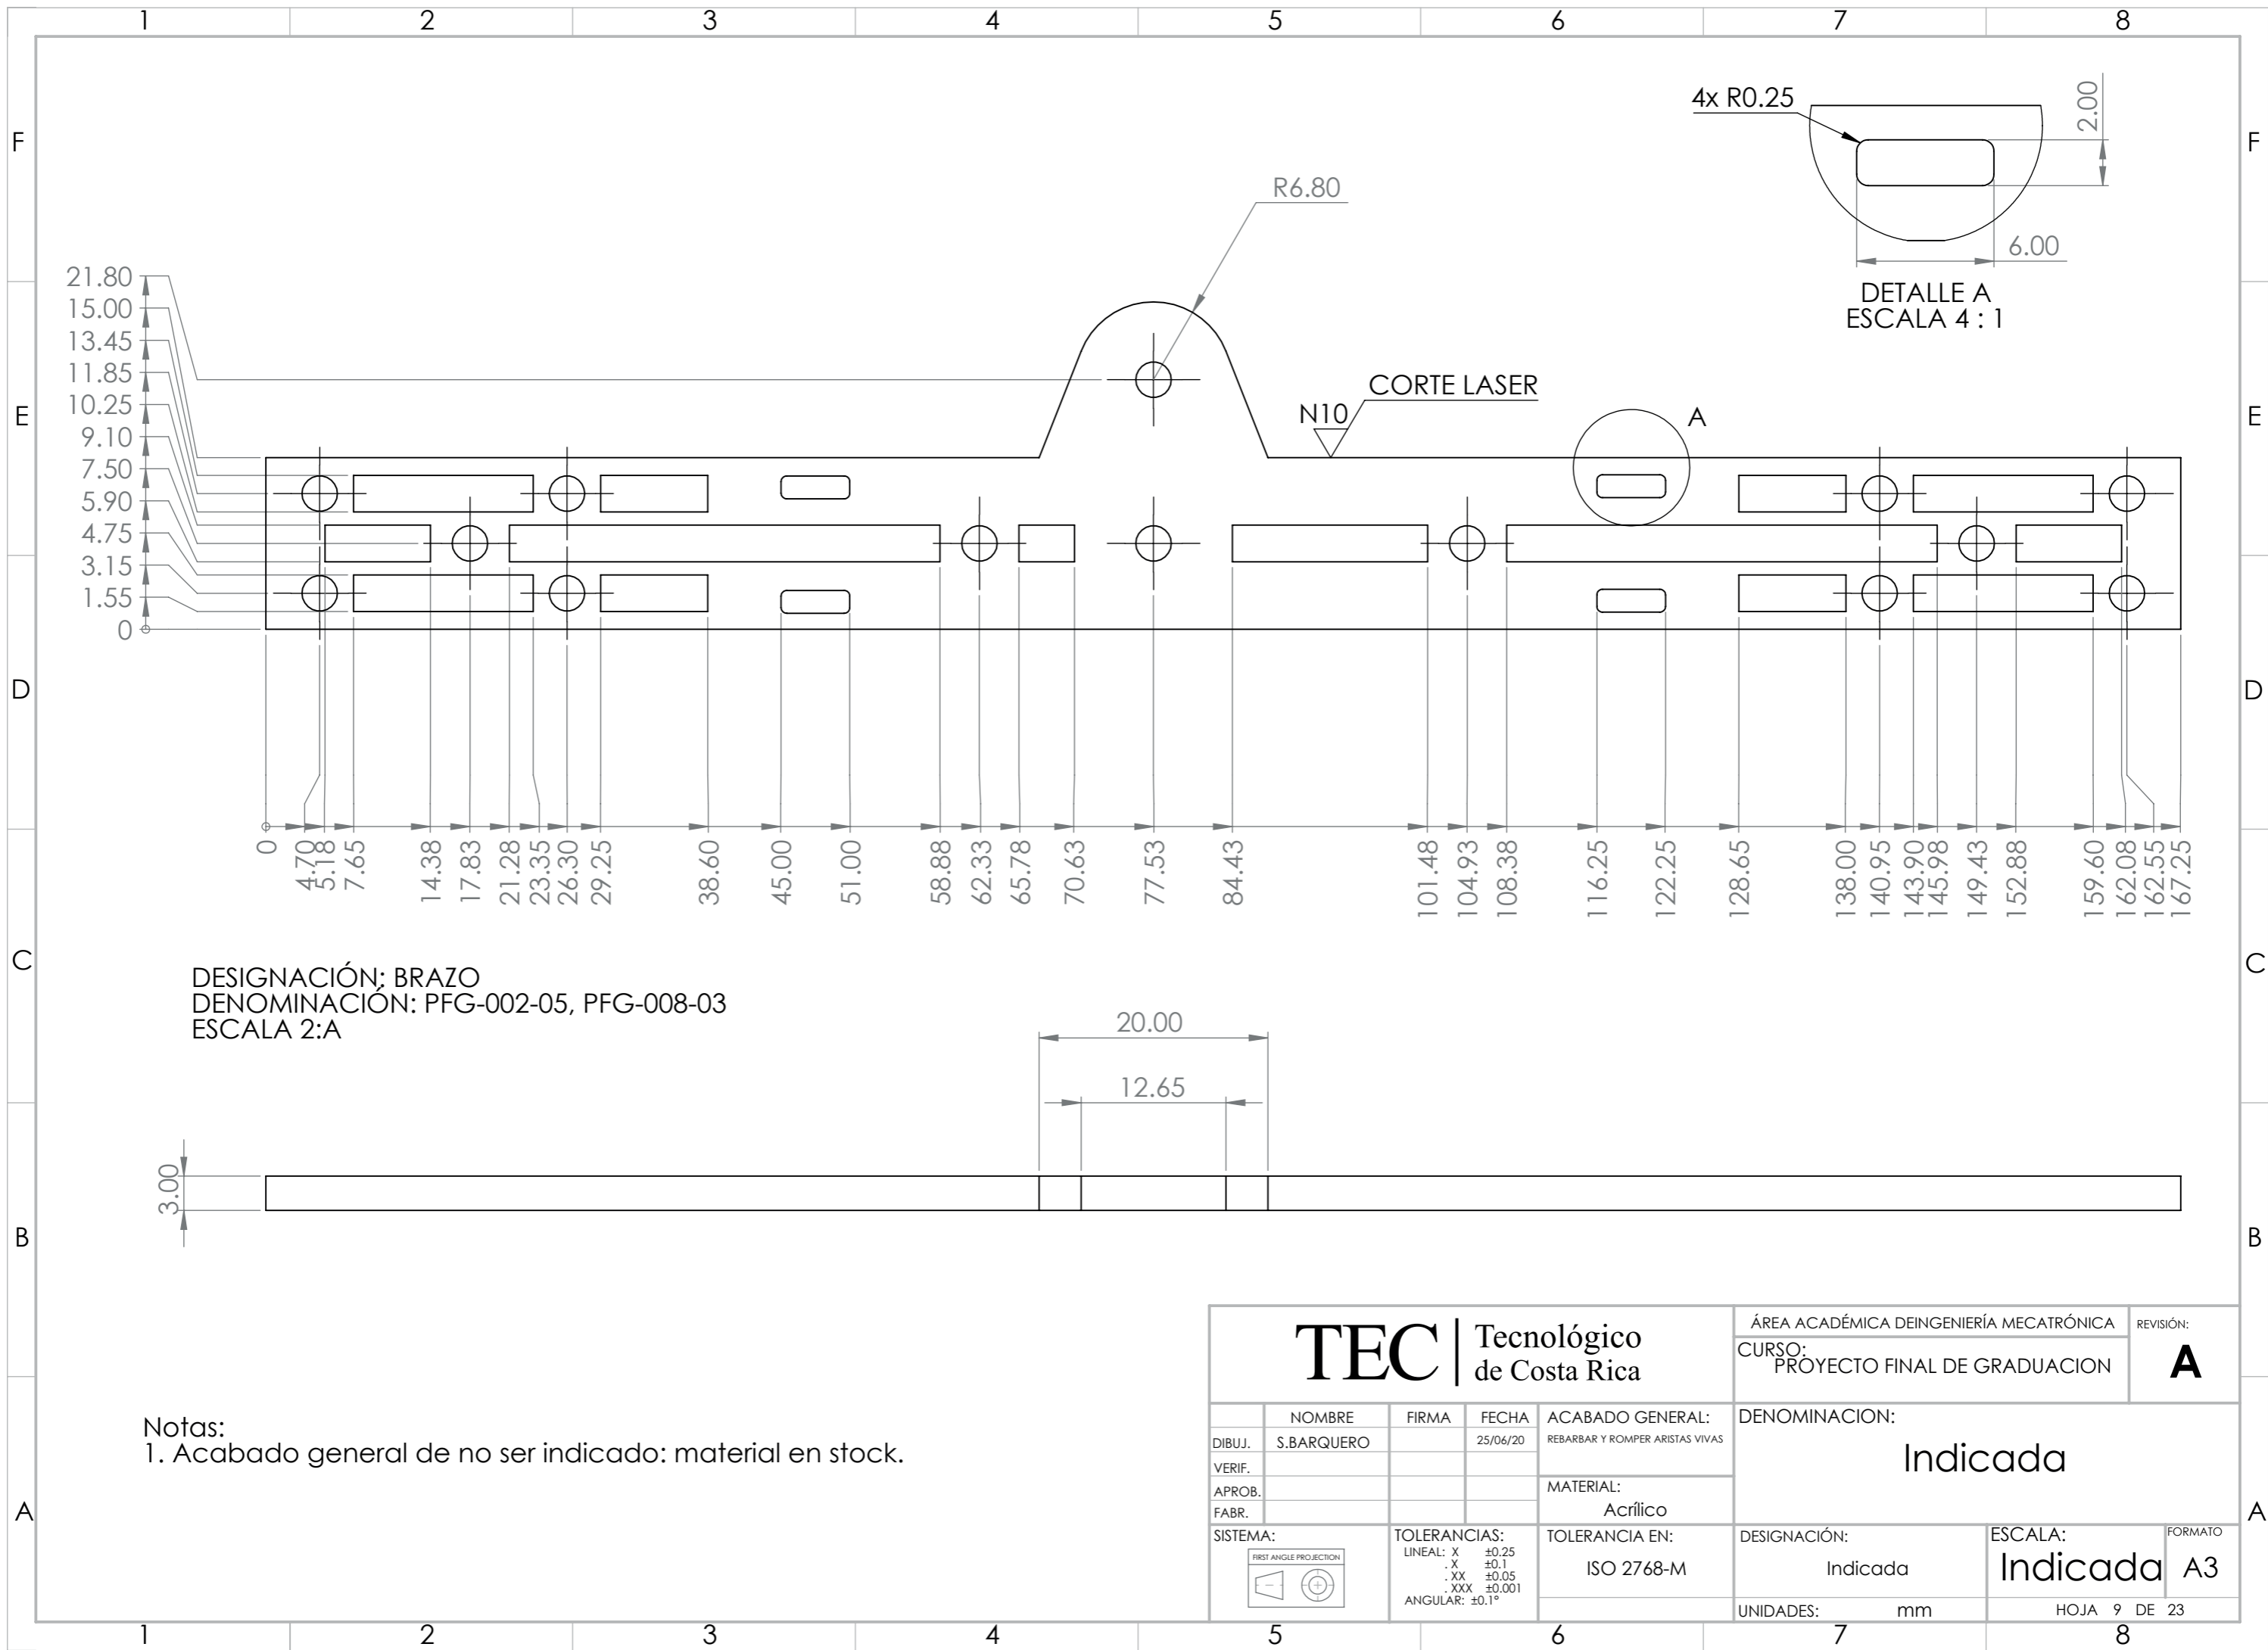 1 2 3 4 5 6 7 8
F F
4x R0.25
2.00
6.00
DETALLE A
ESCALA 4 : 1
R6.80
21.80
15.00
13.45
11.85
10.25
9.10
7.50
5.90
4.75
3.15
1.55
0
E E
N10
CORTE LASER
A
D D
0 4.70 5.18 7.65 14.38 17.83 21.28 23.35 26.30 29.25 38.60 45.00 51.00 58.88 62.33 65.78 70.63 77.53 84.43 101.48 104.93 108.38 116.25 122.25 128.65 138.00 140.95 143.90 145.98 149.43 152.88 159.60 162.08 162.55 167.25
C C
DESIGNACIÓN: BRAZO
DENOMINACIÓN: PFG-002-05, PFG-008-03
ESCALA 2:A
20.00
12.65
3.00
B B
Notas:
1. Acabado general de no ser indicado: material en stock.
A A
TEC Tecnológico
de Costa Rica
ÁREA ACADÉMICA DEINGENIERÍA MECATRÓNICA
CURSO:
PROYECTO FINAL DE GRADUACION
REVISIÓN:
A
NOMBRE FIRMA FECHA
DIBUJ. S.BARQUERO 25/06/20
VERIF.
APROB.
FABR.
ACABADO GENERAL:
REBARBAR Y ROMPER ARISTAS VIVAS
MATERIAL:
Acrílico
DENOMINACION:
Indicada
SISTEMA:
FIRST ANGLE PROJECTION
TOLERANCIAS:
LINEAL: X ±0.25
. X ±0.1
. XX ±0.05
. XXX ±0.001
ANGULAR: ±0.1°
TOLERANCIA EN:
ISO 2768-M
DESIGNACIÓN:
Indicada
ESCALA:
Indicada
FORMATO
A3
UNIDADES: mm
HOJA 9 DE 23
1 2 3 4 5 6 7 8